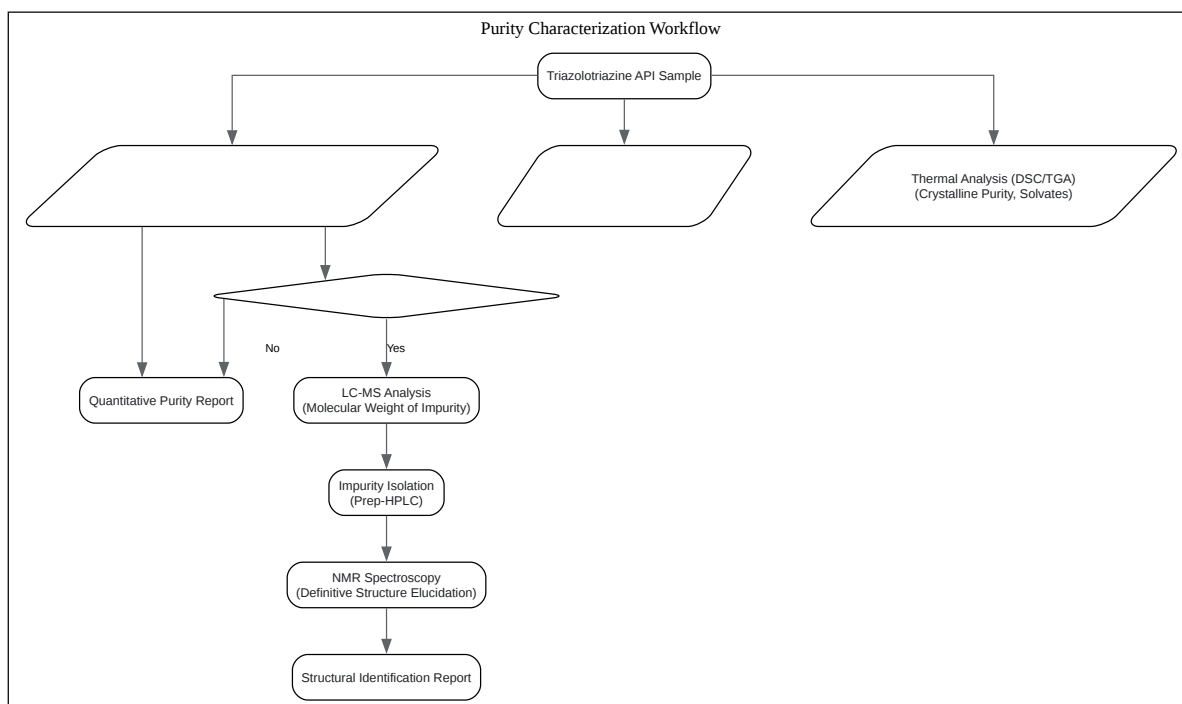 Purity Characterization Workflow
Triazolotriazine API Sample
Thermal Analysis (DSC/TGA)
(Crystalline Purity, Solvates)
No
Yes
Quantitative Purity Report
LC-MS Analysis
(Molecular Weight of Impurity)
Impurity Isolation
(Prep-HPLC)
NMR Spectroscopy
(Definitive Structure Elucidation)
Structural Identification Report